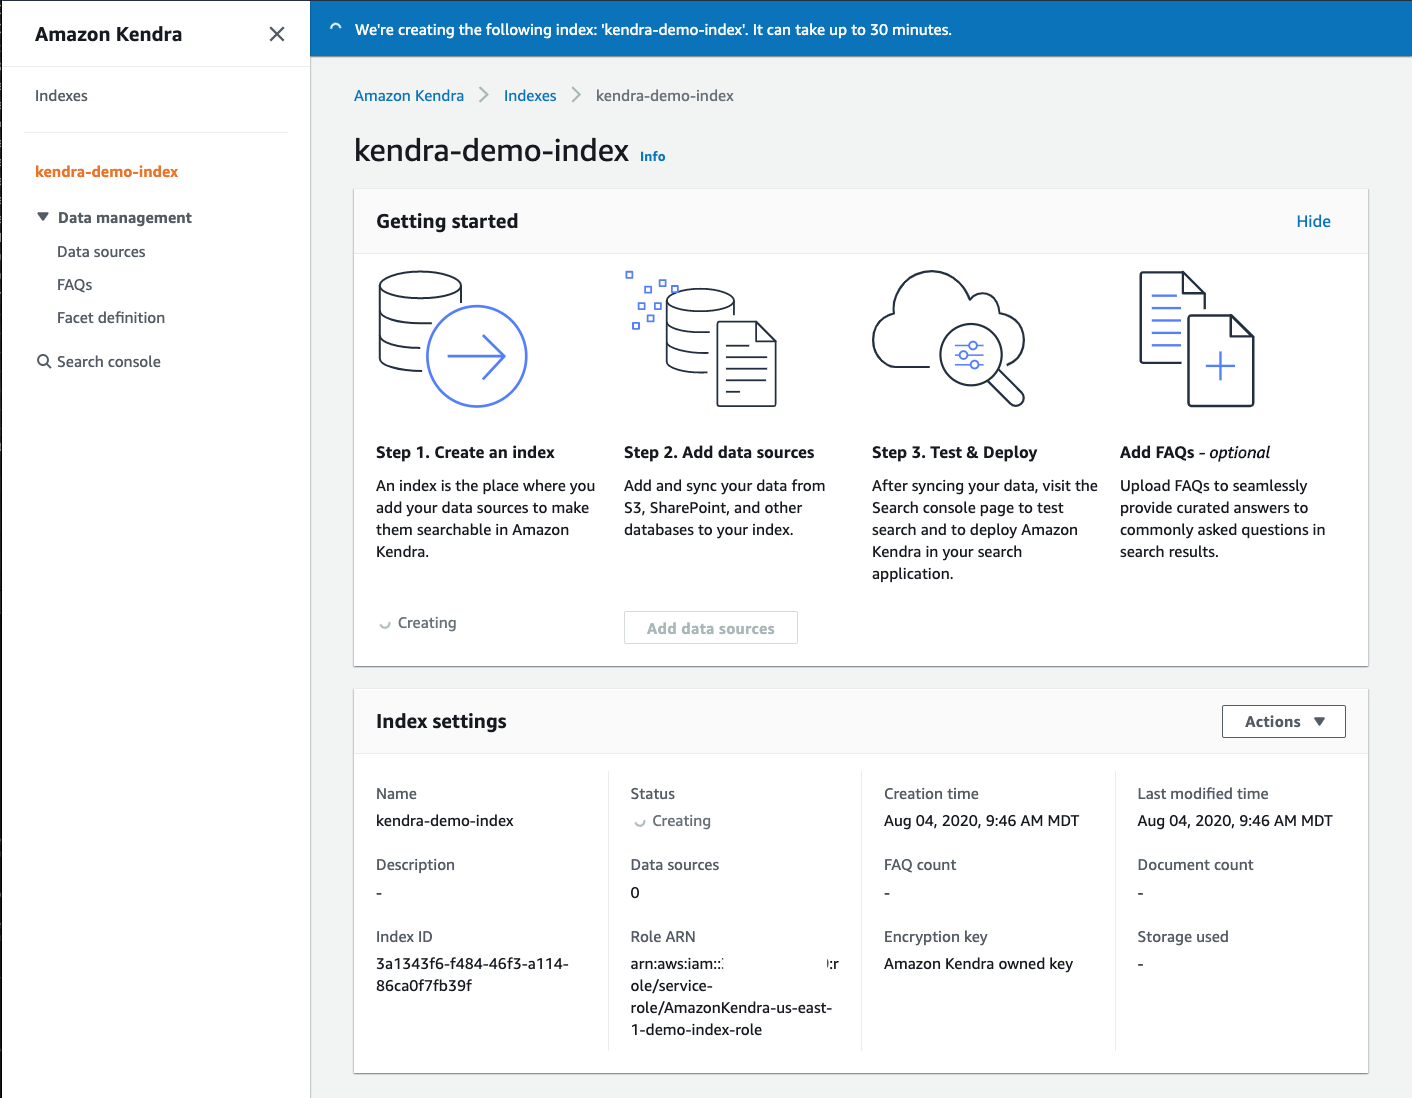 Amazon Kendra
We're creating the following index: 'kendra-demo-index'. It can take up to 30 minutes.
Indexes
kendra-demo-index
Data management
Data sources
FAQs
Facet definition
Search console
Amazon Kendra
Indexes
kendra-demo-index
kendra-demo-index Info
Getting started
Hide
Step 1. Create an index
An index is the place where you
add your data sources to make
them searchable in Amazon
Kendra.
Creating
Step 2. Add data sources
Add and sync your data from
S3, SharePoint, and other
databases to your index.
Add data sources
Step 3. Test & Deploy
After syncing your data, visit the
Search console page to test
search and to deploy Amazon
Kendra in your search
application.
Add FAQs - optional
Upload FAQs to seamlessly
provide curated answers to
commonly asked questions in
search results.
Index settings
Actions
Name
kendra-demo-index
Description
-
Index ID
3a1343f6-f484-46f3-a114-
86ca0f7fb39f
Status
Creating
Data sources
0
Role ARN
arn:aws:iam:: :r
ole/service-
role/AmazonKendra-us-east-
1-demo-index-role
Creation time
Aug 04, 2020, 9:46 AM MDT
FAQ count
-
Encryption key
Amazon Kendra owned key
Last modified time
Aug 04, 2020, 9:46 AM MDT
Document count
-
Storage used
-